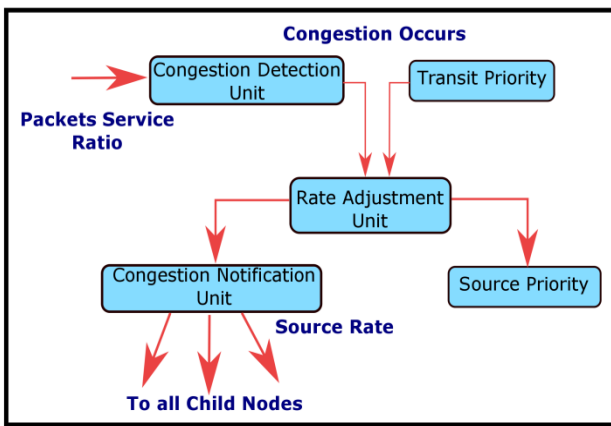 Congestion Occurs
Congestion Detection
Unit
Transit Priority
Packets Service
Ratio
Rate Adjustment
Unit
Congestion Notification
Unit
Source Priority
Source Rate
To all Child Nodes